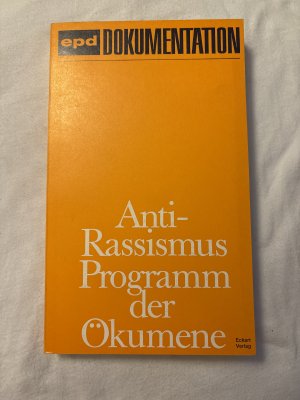 epd DOKUMENTATION
Anti-
Rassismus
Programm
der
Ökumene
Eckart
Verlag